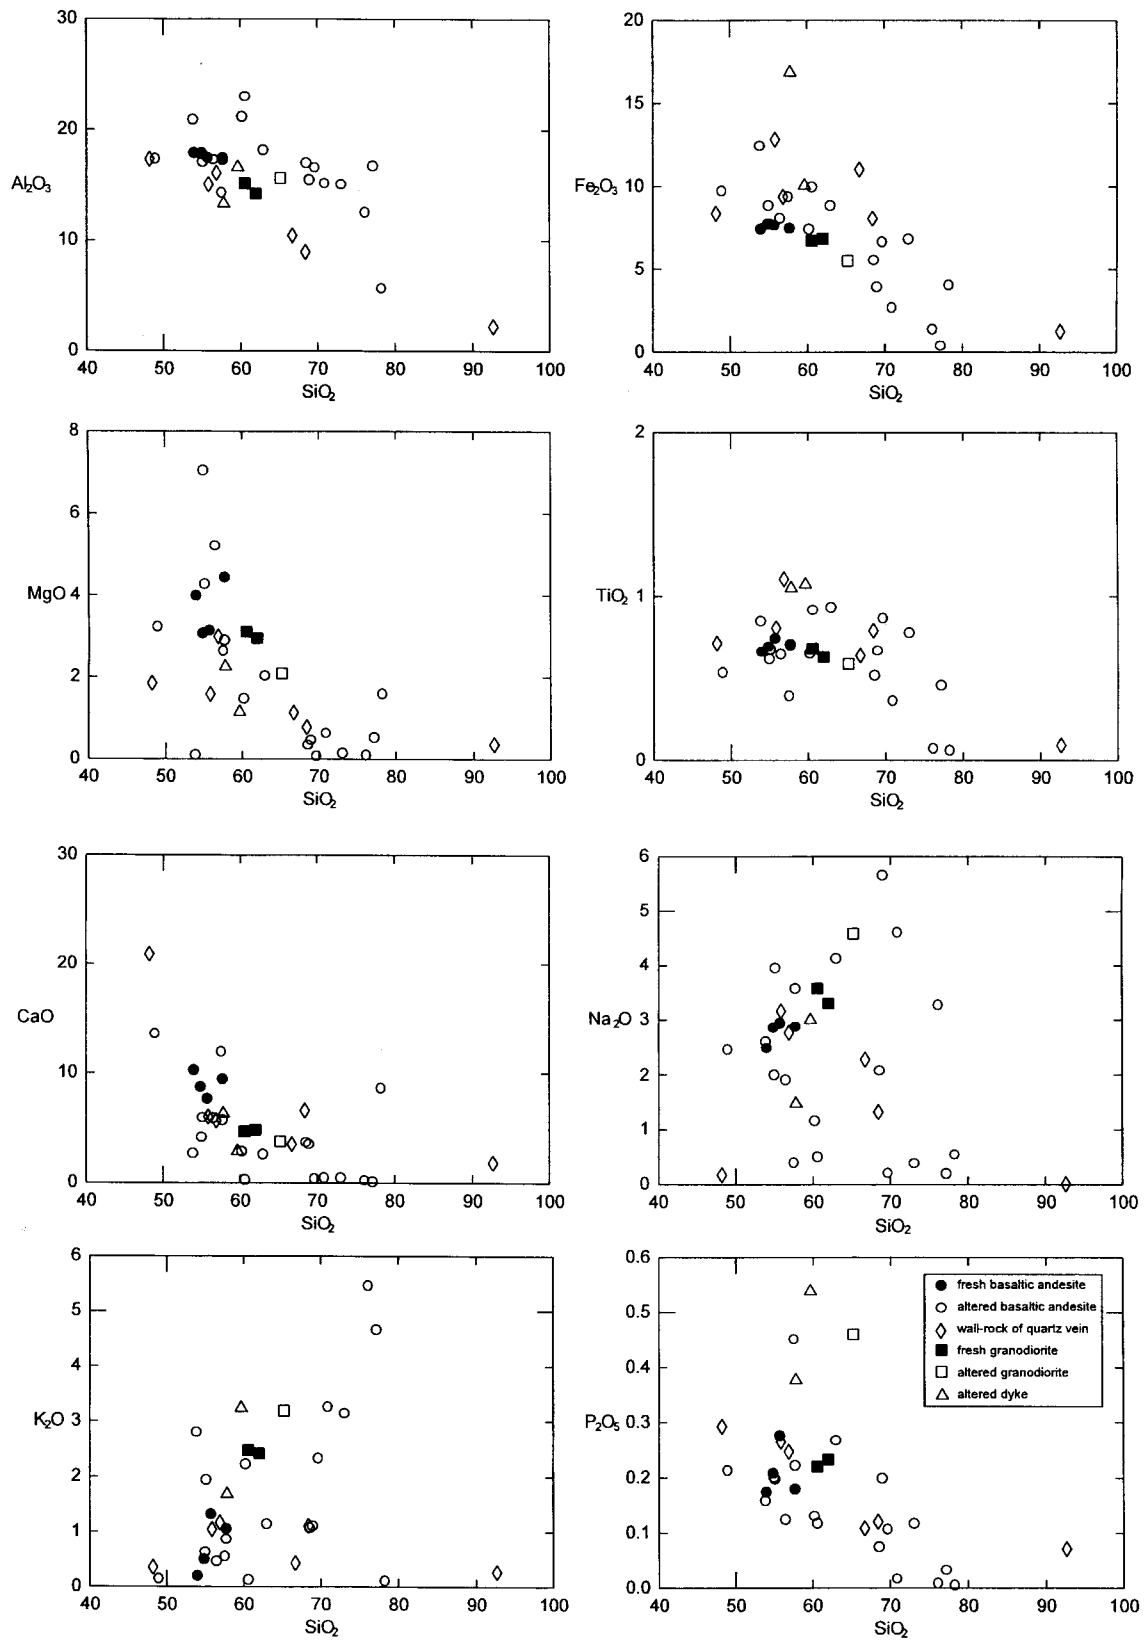 30
20
Al₂O₃
10
0
40 50 60 70 80 90 100
SiO₂
20
15
Fe₂O₃ 10
5
0
40 50 60 70 80 90 100
SiO₂
8
6
MgO 4
2
0
40 50 60 70 80 90 100
SiO₂
2
TiO₂ 1
0
40 50 60 70 80 90 100
SiO₂
30
20
CaO
10
0
40 50 60 70 80 90 100
SiO₂
6
5
4
Na₂O 3
2
1
0
40 50 60 70 80 90 100
SiO₂
6
5
4
K₂O 3
2
1
0
40 50 60 70 80 90 100
SiO₂
0.6
0.5
0.4
P₂O₅ 0.3
0.2
0.1
0.0
40 50 60 70 80 90 100
SiO₂
fresh basaltic andesite
altered basaltic andesite
wall-rock of quartz vein
fresh granodiorite
altered granodiorite
altered dyke